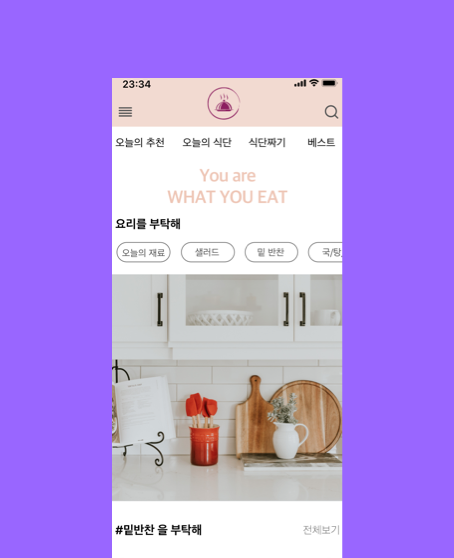 23:34
오늘의 추천 오늘의 식단 식단짜기 베스트
You are
WHAT YOU EAT
요리를 부탁해
오늘의 재료 샐러드 밑 반찬 국/탕
#밑반찬 을 부탁해 전체보기